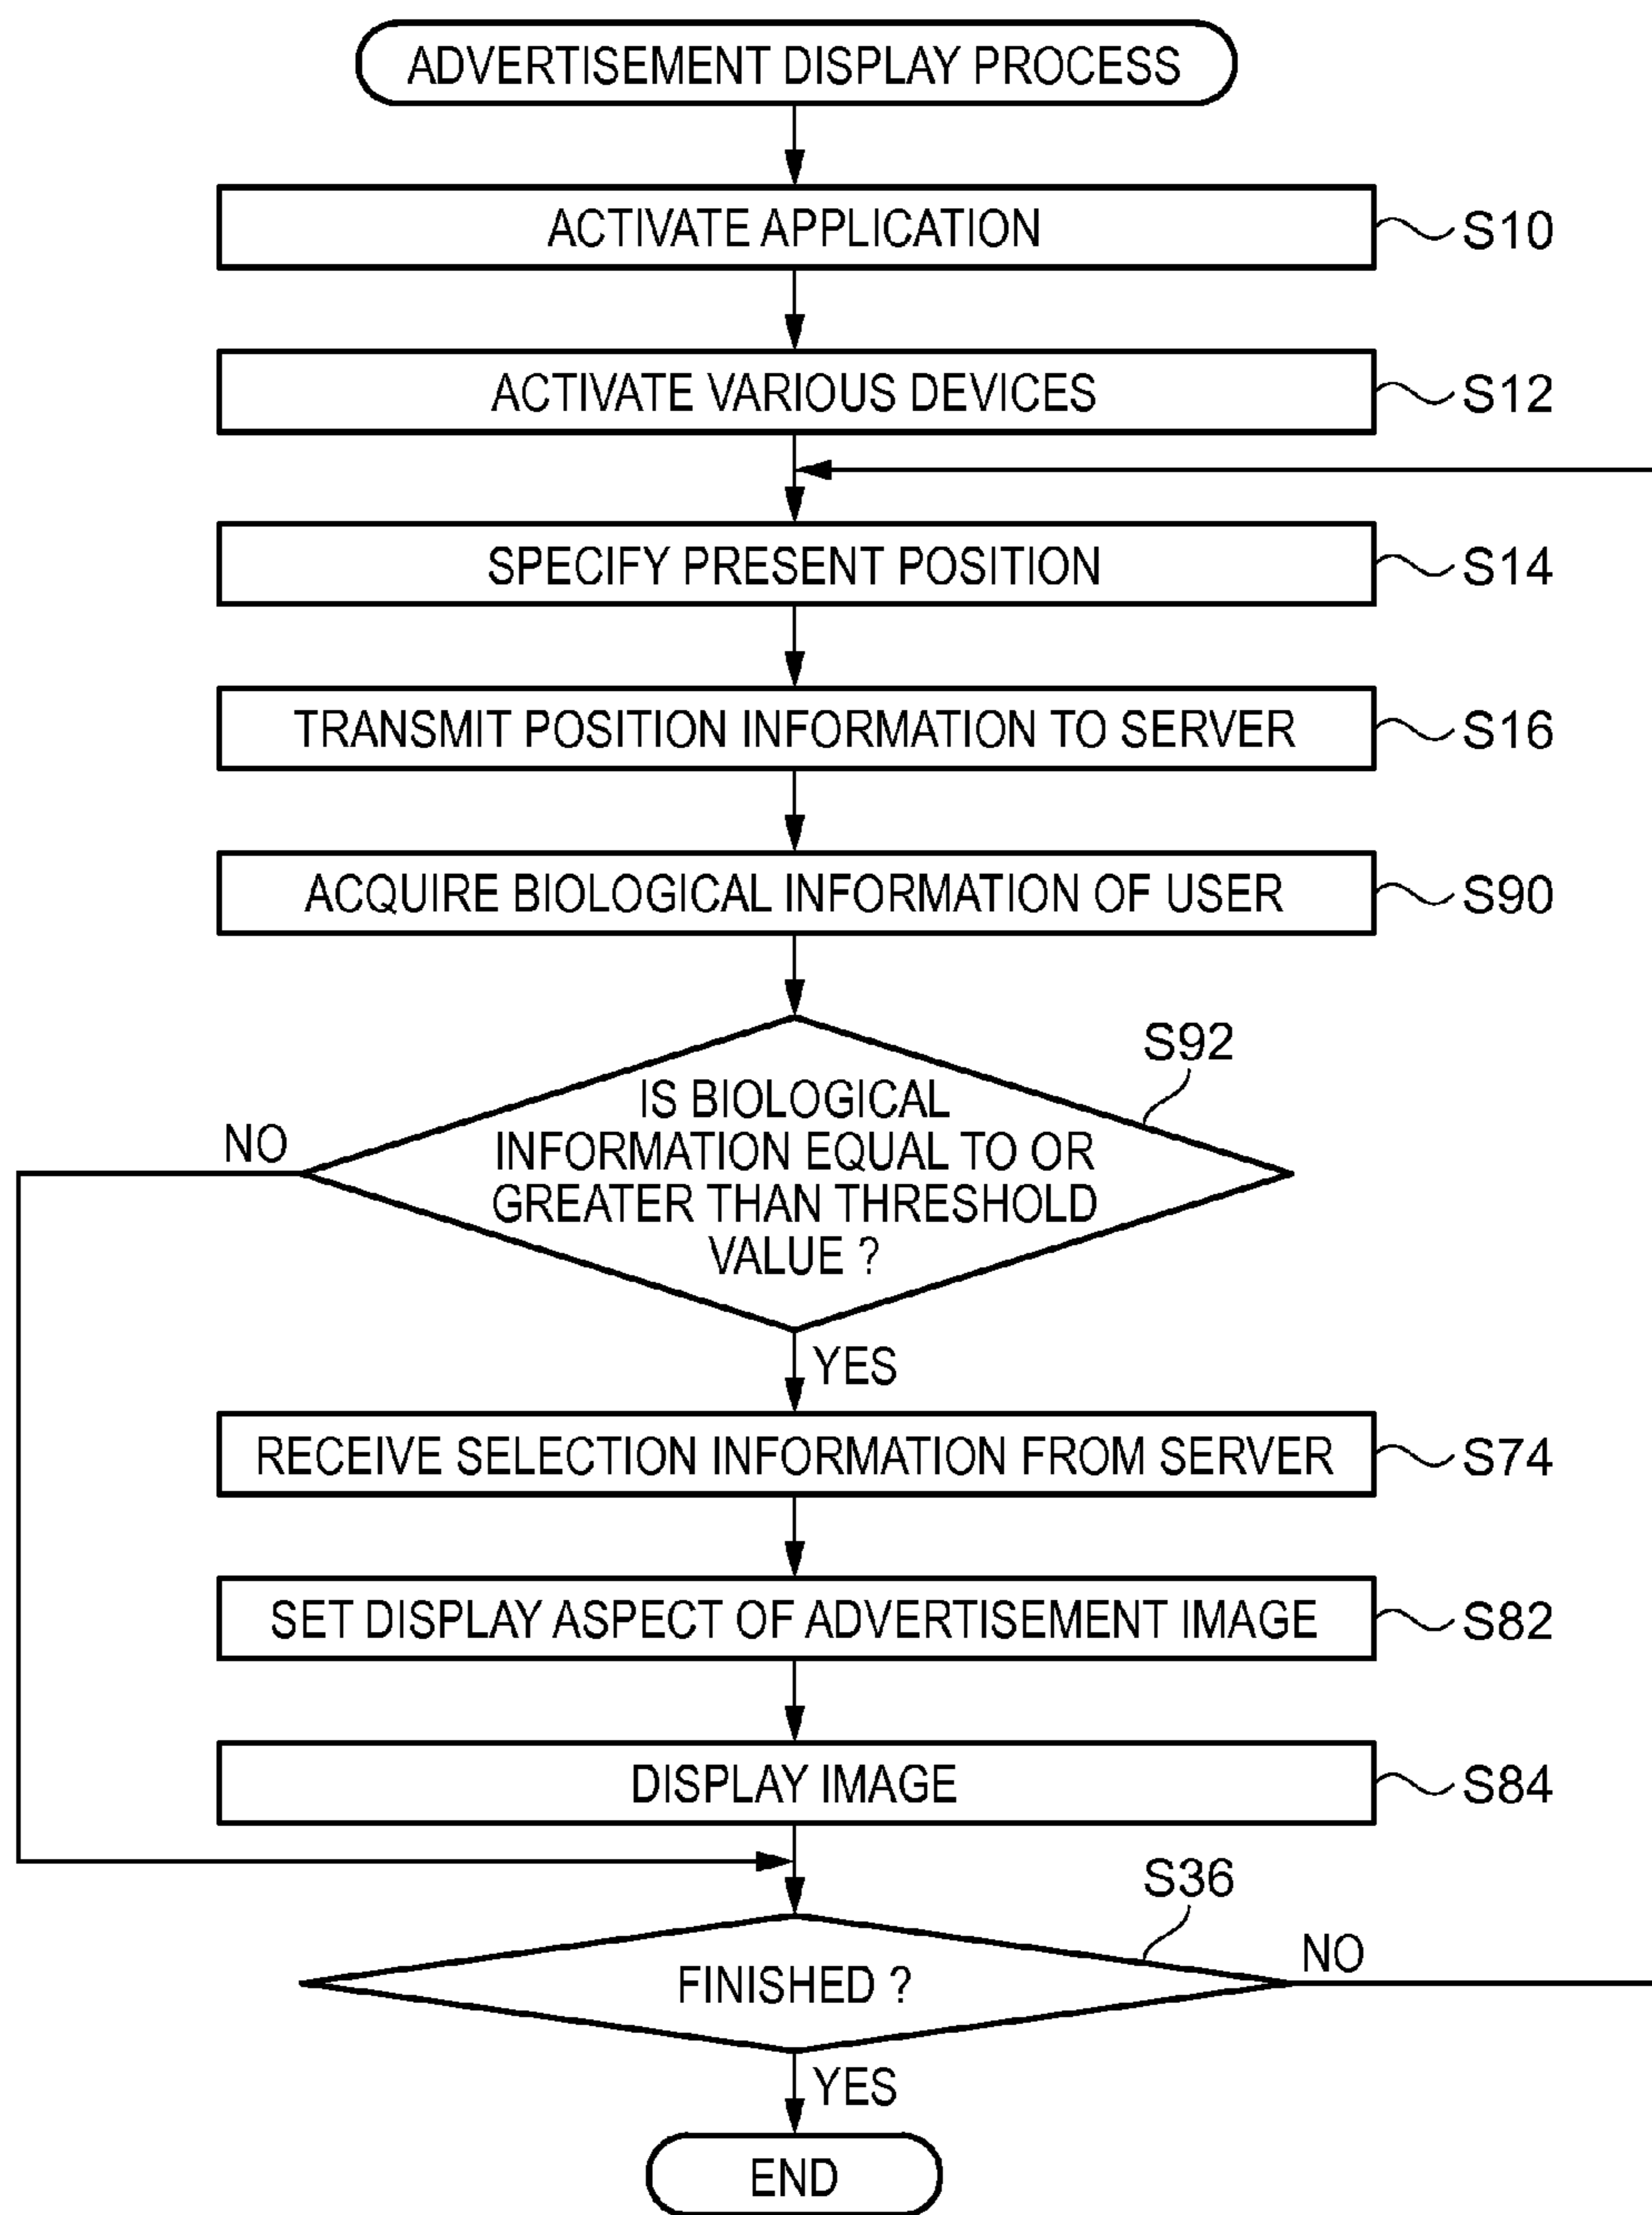 ADVERTISEMENT DISPLAY PROCESS
ACTIVATE APPLICATION
S10
ACTIVATE VARIOUS DEVICES
S12
SPECIFY PRESENT POSITION
S14
TRANSMIT POSITION INFORMATION TO SERVER
S16
ACQUIRE BIOLOGICAL INFORMATION OF USER
S90
S92
IS BIOLOGICAL
INFORMATION EQUAL TO OR
GREATER THAN THRESHOLD
VALUE ?
NO
YES
RECEIVE SELECTION INFORMATION FROM SERVER
S74
SET DISPLAY ASPECT OF ADVERTISEMENT IMAGE
S82
DISPLAY IMAGE
S84
S36
FINISHED ?
NO
YES
END